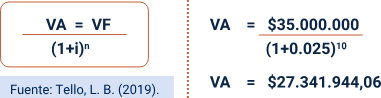 VA = VF
(1+i)ⁿ
Fuente: Tello, L. B. (2019).
VA = $35.000.000
(1+0.025)¹⁰
VA = $27.341.944,06